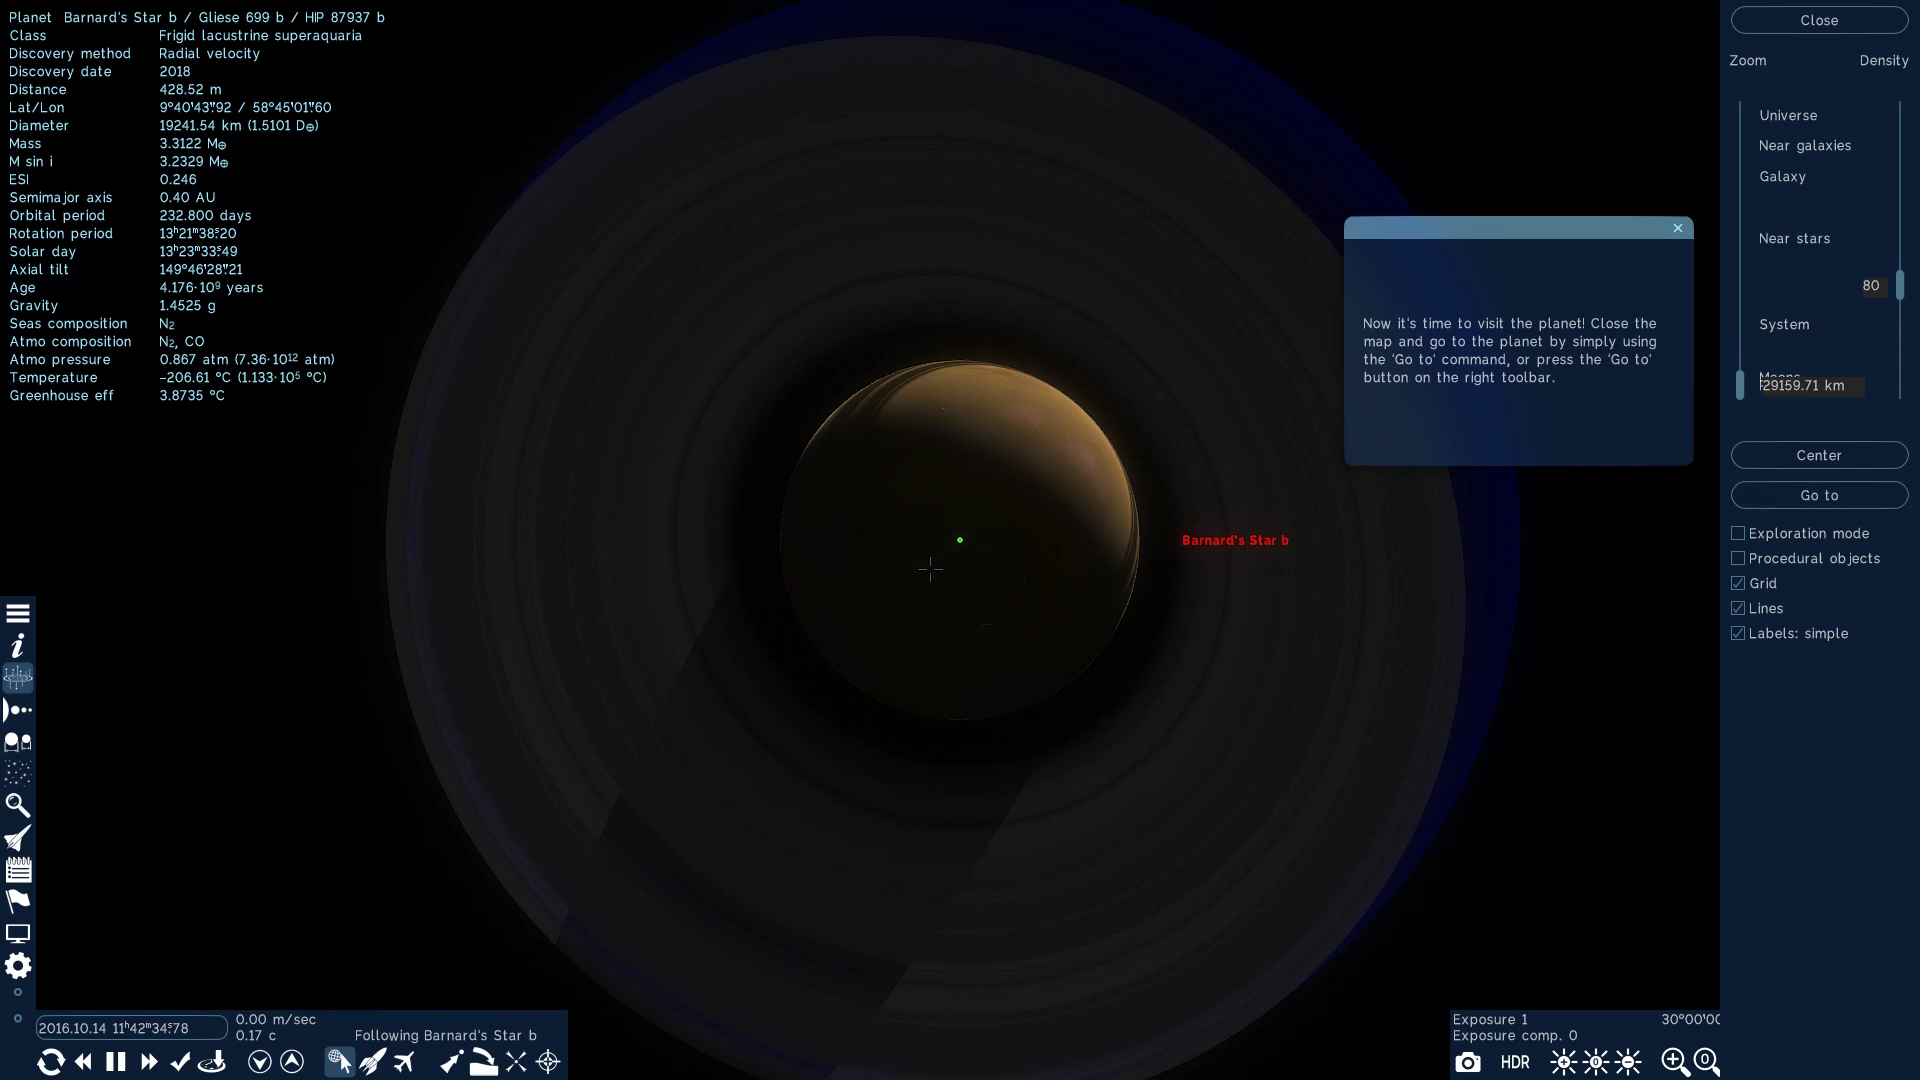 Planet Barnard's Star b / Gliese 699 b / HIP 87937 b
Class Frigid lacustrine superaquaria
Discovery method Radial velocity
Discovery date 2018
Distance 428.52 m
Lat/Lon 9°40'43"92 / 58°45'01"60
Diameter 19241.54 km (1.5101 D⊕)
Mass 3.3122 M⊕
M sin i 3.2329 M⊕
ESI 0.246
Semimajor axis 0.40 AU
Orbital period 232.800 days
Rotation period 13ʰ21ᵐ38ˢ20
Solar day 13ʰ23ᵐ33ˢ49
Axial tilt 149°46'28"21
Age 4.176·10⁹ years
Gravity 1.4525 g
Seas composition N₂
Atmo composition N₂, CO
Atmo pressure 0.867 atm (7.36·10¹² atm)
Temperature −206.61 °C (1.133·10⁵ °C)
Greenhouse eff 3.8735 °C
Now it's time to visit the planet! Close the
map and go to the planet by simply using
the 'Go to' command, or press the 'Go to'
button on the right toolbar.
Barnard's Star b
Close
Zoom Density
Universe
Near galaxies
Galaxy
Near stars
80
System
Moons
29159.71 km
Center
Go to
Exploration mode
Procedural objects
Grid
Lines
Labels: simple
2016.10.14 11ʰ42ᵐ34ˢ78
0.00 m/sec
0.17 c
Following Barnard's Star b
Exposure 1 30°00'00
Exposure comp. 0
HDR
0